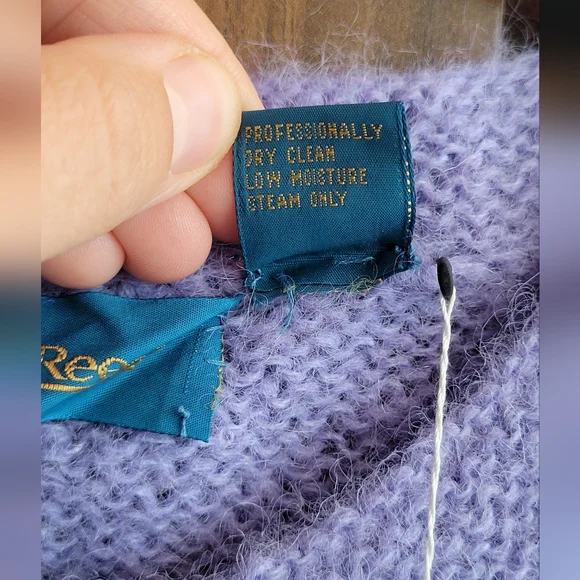 PROFESSIONALLY
DRY CLEAN
LOW MOISTURE
STEAM ONLY